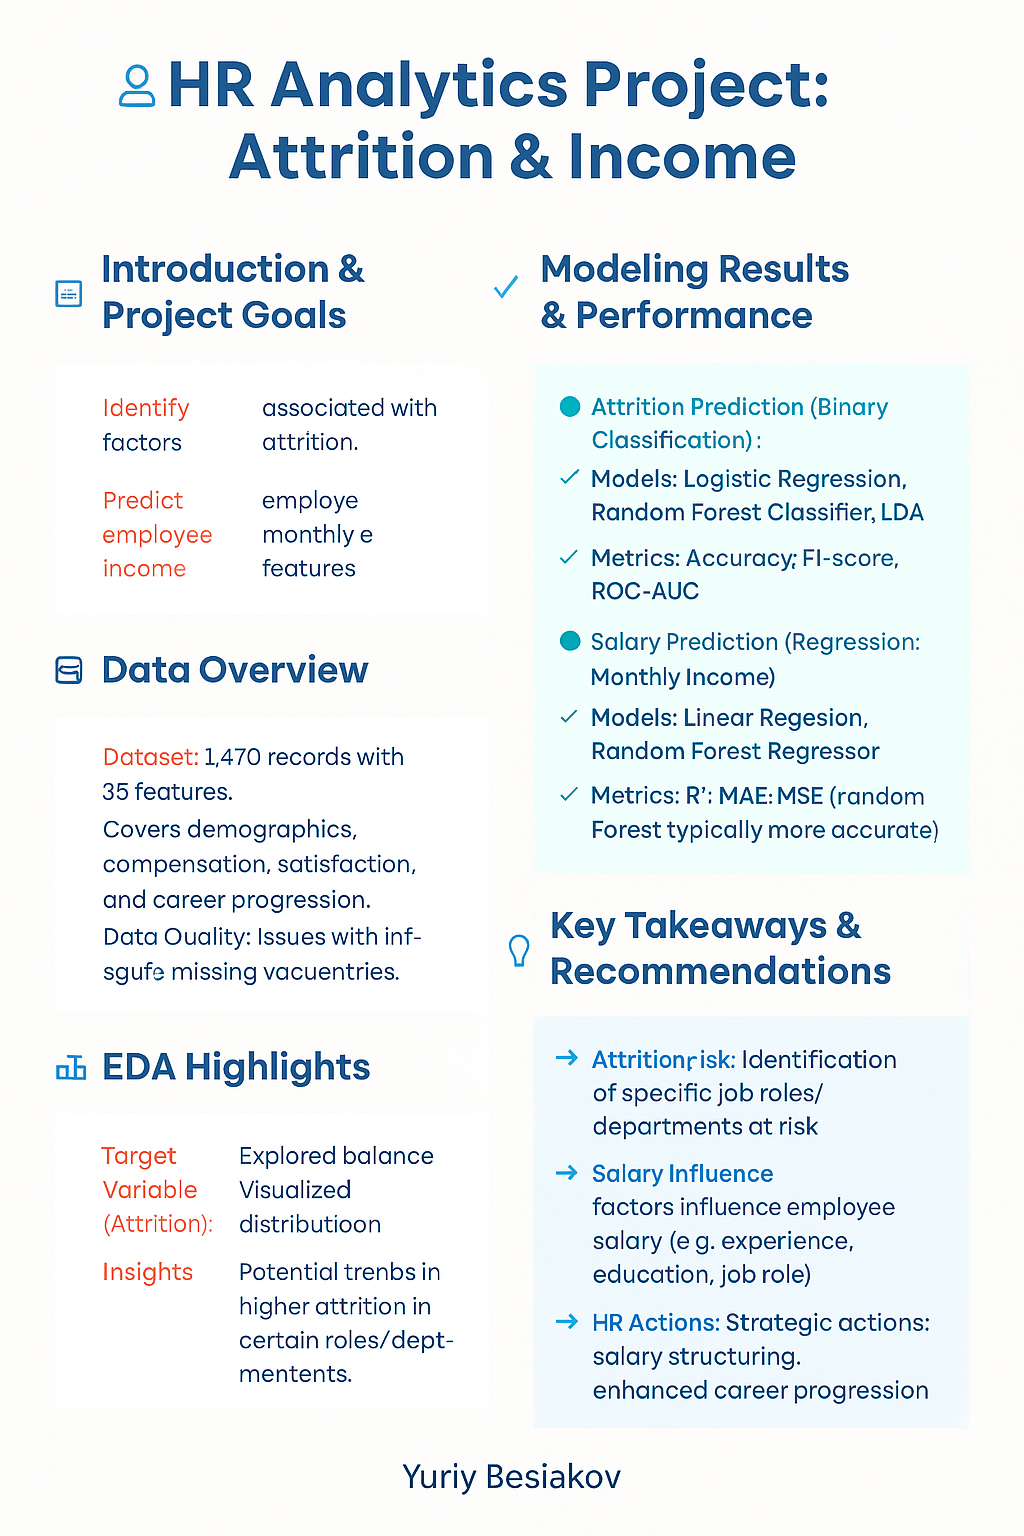 HR Analytics Project:
Attrition & Income
Introduction &
Project Goals
Identify associated with
factors attrition.
Predict employe
employee monthly e
income features
Data Overview
Dataset: 1,470 records with
35 features.
Covers demographics,
compensation, satisfaction,
and career progression.
Data Ouality: Issues with inf-
sgufe missing vacuentries.
EDA Highlights
Target Explored balance
Variable Visualized
(Attrition): distributioon
Insights Potential trenbs in
higher attrition in
certain roles/dept-
mentents.
Modeling Results
& Performance
Attrition Prediction (Binary
Classification):
Models: Logistic Regression,
Random Forest Classifier, LDA
Metrics: Accuracy; FI-score,
ROC-AUC
Salary Prediction (Regression:
Monthly Income)
Models: Linear Regesion,
Random Forest Regressor
Metrics: R’: MAE: MSE (random
Forest typically more accurate)
Key Takeaways &
Recommendations
→ Attrition risk: Identification
of specific job roles/
departments at risk
→ Salary Influence
factors influence employee
salary (e g. experience,
education, job role)
→ HR Actions: Strategic actions:
salary structuring.
enhanced career progression
Yuriy Besiakov